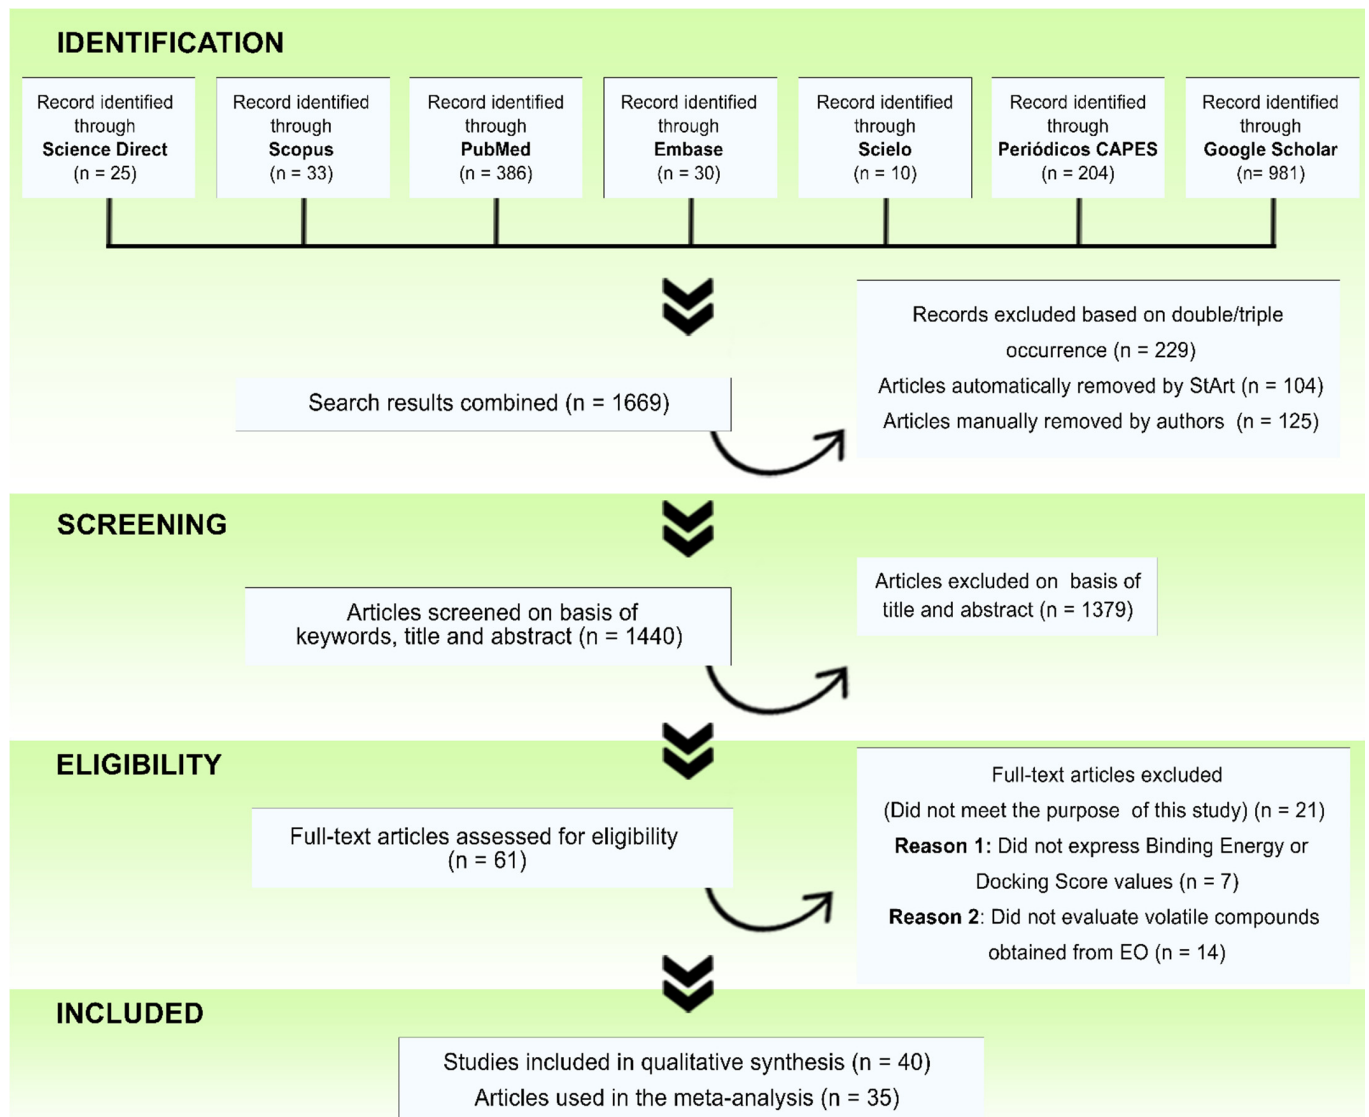 IDENTIFICATION
Record identified
through
Science Direct
(n = 25)
Record identified
through
Scopus
(n = 33)
Record identified
through
PubMed
(n = 386)
Record identified
through
Embase
(n = 30)
Record identified
through
Scielo
(n = 10)
Record identified
through
Periódicos CAPES
(n = 204)
Record identified
through
Google Scholar
(n= 981)
Search results combined (n = 1669)
Records excluded based on double/triple
occurrence (n = 229)
Articles automatically removed by StArt (n = 104)
Articles manually removed by authors (n = 125)
SCREENING
Articles screened on basis of
keywords, title and abstract (n = 1440)
Articles excluded on basis of
title and abstract (n = 1379)
ELIGIBILITY
Full-text articles assessed for eligibility
(n = 61)
Full-text articles excluded
(Did not meet the purpose of this study) (n = 21)
Reason 1: Did not express Binding Energy or
Docking Score values (n = 7)
Reason 2: Did not evaluate volatile compounds
obtained from EO (n = 14)
INCLUDED
Studies included in qualitative synthesis (n = 40)
Articles used in the meta-analysis (n = 35)